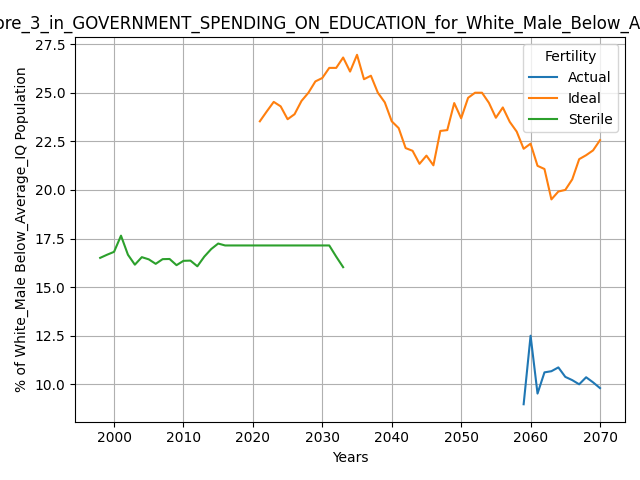 ore_3_in_GOVERNMENT_SPENDING_ON_EDUCATION_for_White_Male_Below_A
27.5
25.0
22.5
20.0
17.5
15.0
12.5
10.0
% of White_Male Below_Average_IQ Population
Fertility
Actual
Ideal
Sterile
2000
2010
2020
2030
2040
2050
2060
2070
Years